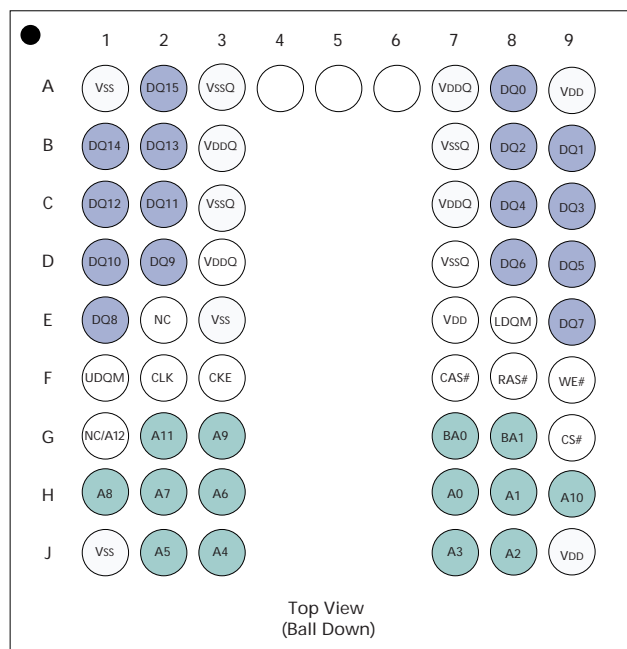 1 2 3 4 5 6 7 8 9
A VSS DQ15 VSSQ VDDQ DQ0 VDD
B DQ14 DQ13 VDDQ VSSQ DQ2 DQ1
C DQ12 DQ11 VSSQ VDDQ DQ4 DQ3
D DQ10 DQ9 VDDQ VSSQ DQ6 DQ5
E DQ8 NC VSS VDD LDQM DQ7
F UDQM CLK CKE CAS# RAS# WE#
G NC/A12 A11 A9 BA0 BA1 CS#
H A8 A7 A6 A0 A1 A10
J VSS A5 A4 A3 A2 VDD
Top View
(Ball Down)